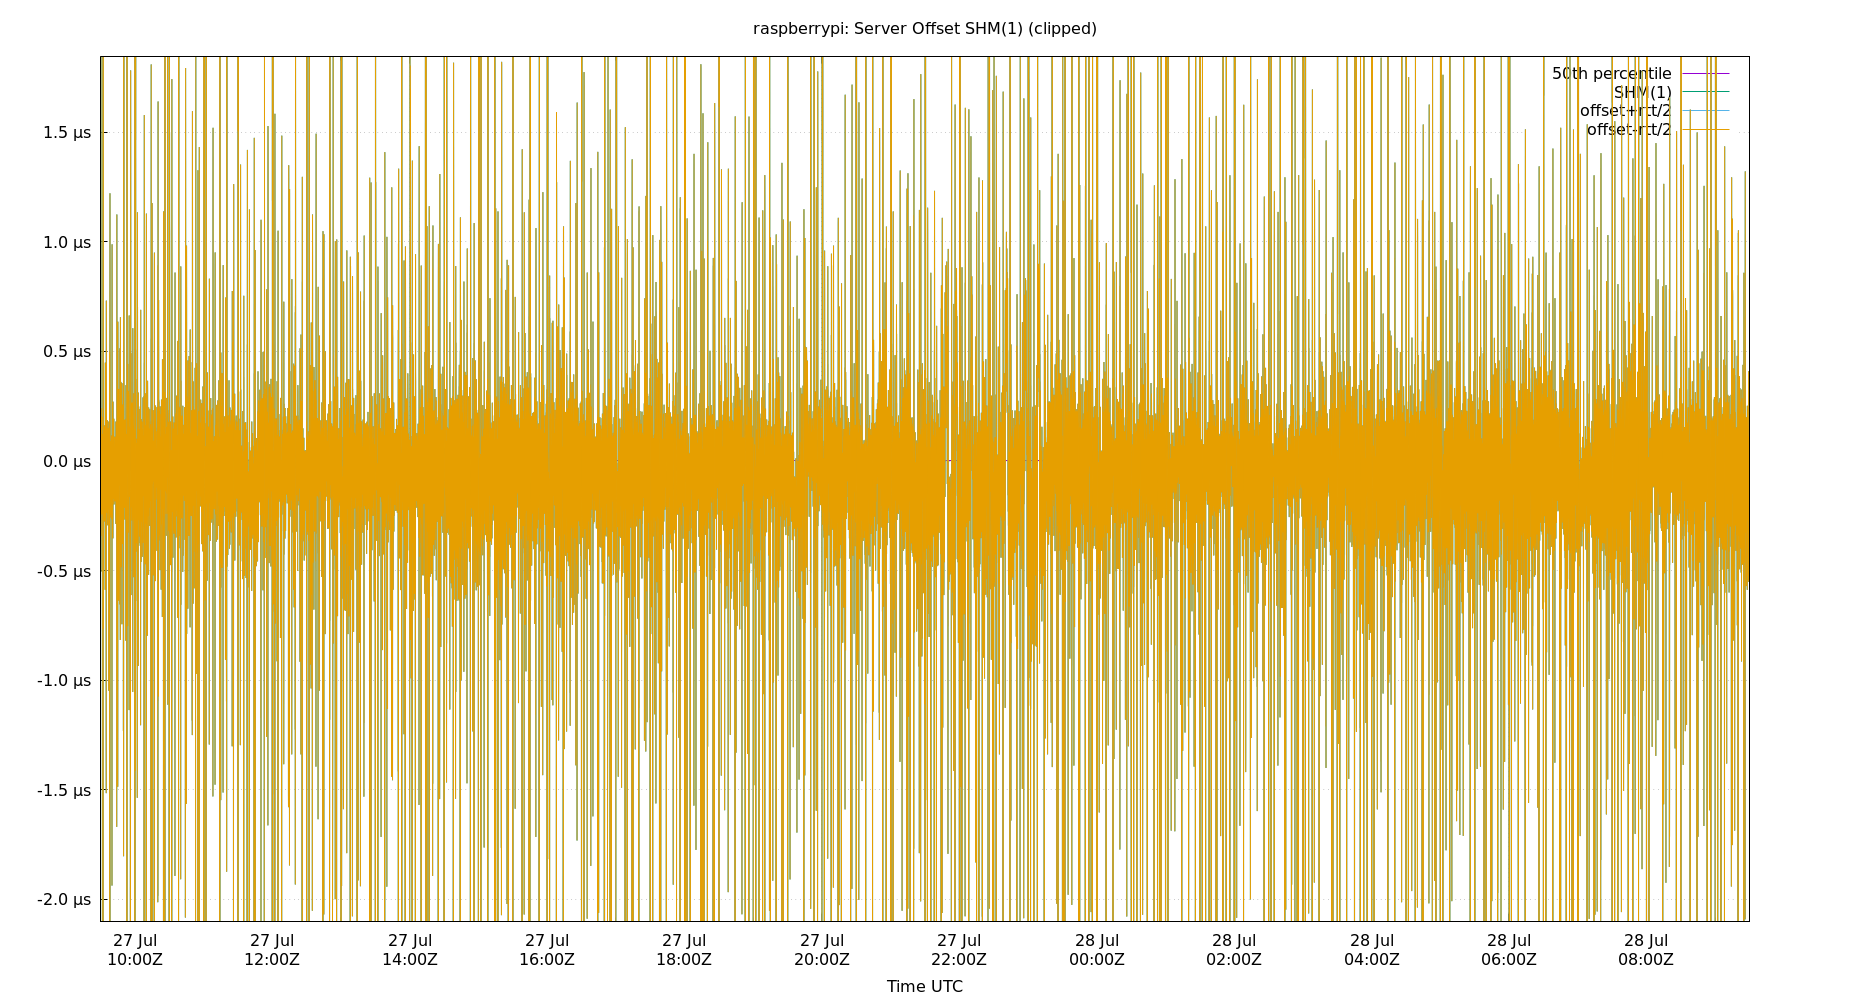 raspberrypi: Server Offset SHM(1) (clipped)
50th percentile
SHM(1)
offset+rtt/2
offset-rtt/2
1.5 µs
1.0 µs
0.5 µs
0.0 µs
-0.5 µs
-1.0 µs
-1.5 µs
-2.0 µs
27 Jul 27 Jul 27 Jul 27 Jul 27 Jul 27 Jul 27 Jul 28 Jul 28 Jul 28 Jul 28 Jul 28 Jul
10:00Z 12:00Z 14:00Z 16:00Z 18:00Z 20:00Z 22:00Z 00:00Z 02:00Z 04:00Z 06:00Z 08:00Z
Time UTC